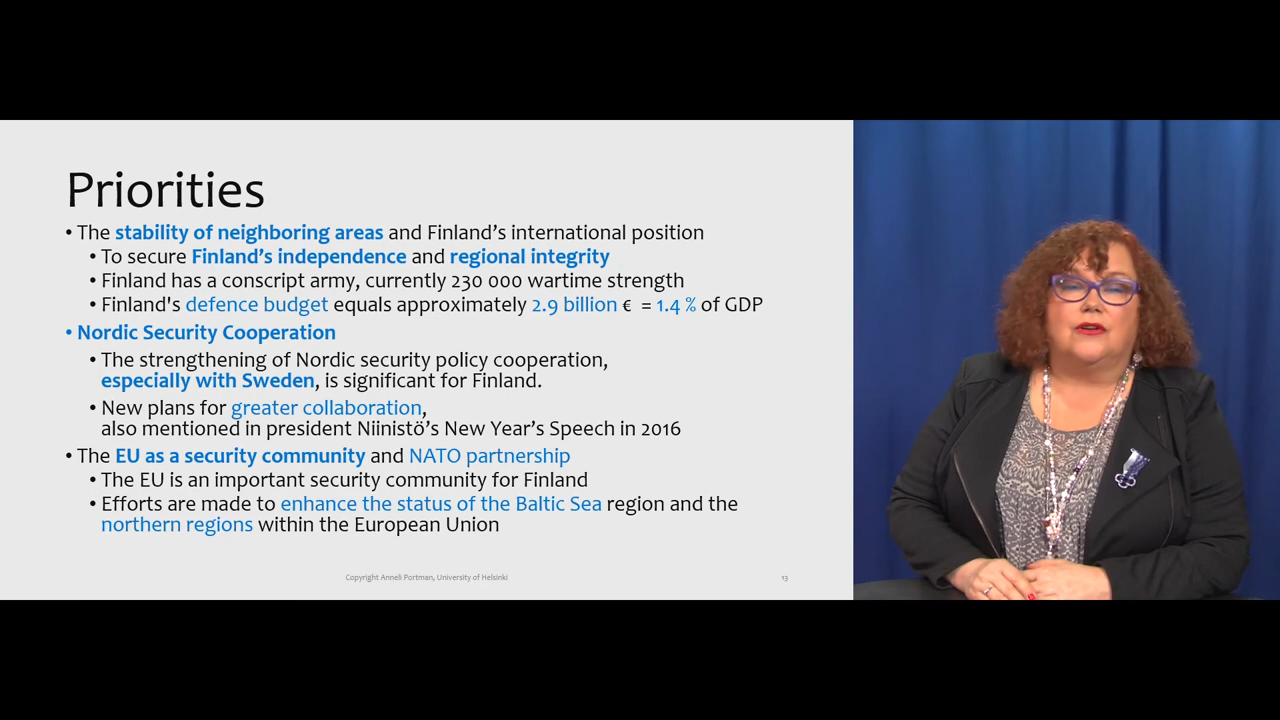 Priorities
• The stability of neighboring areas and Finland's international position
• To secure Finland's independence and regional integrity
• Finland has a conscript army, currently 230 000 wartime strength
• Finland's defence budget equals approximately 2.9 billion € = 1.4 % of GDP
• Nordic Security Cooperation
• The strengthening of Nordic security policy cooperation,
especially with Sweden, is significant for Finland.
• New plans for greater collaboration,
also mentioned in president Niinistö's New Year's Speech in 2016
• The EU as a security community and NATO partnership
• The EU is an important security community for Finland
• Efforts are made to enhance the status of the Baltic Sea region and the
northern regions within the European Union
Copyright Anneli Portman, University of Helsinki
13